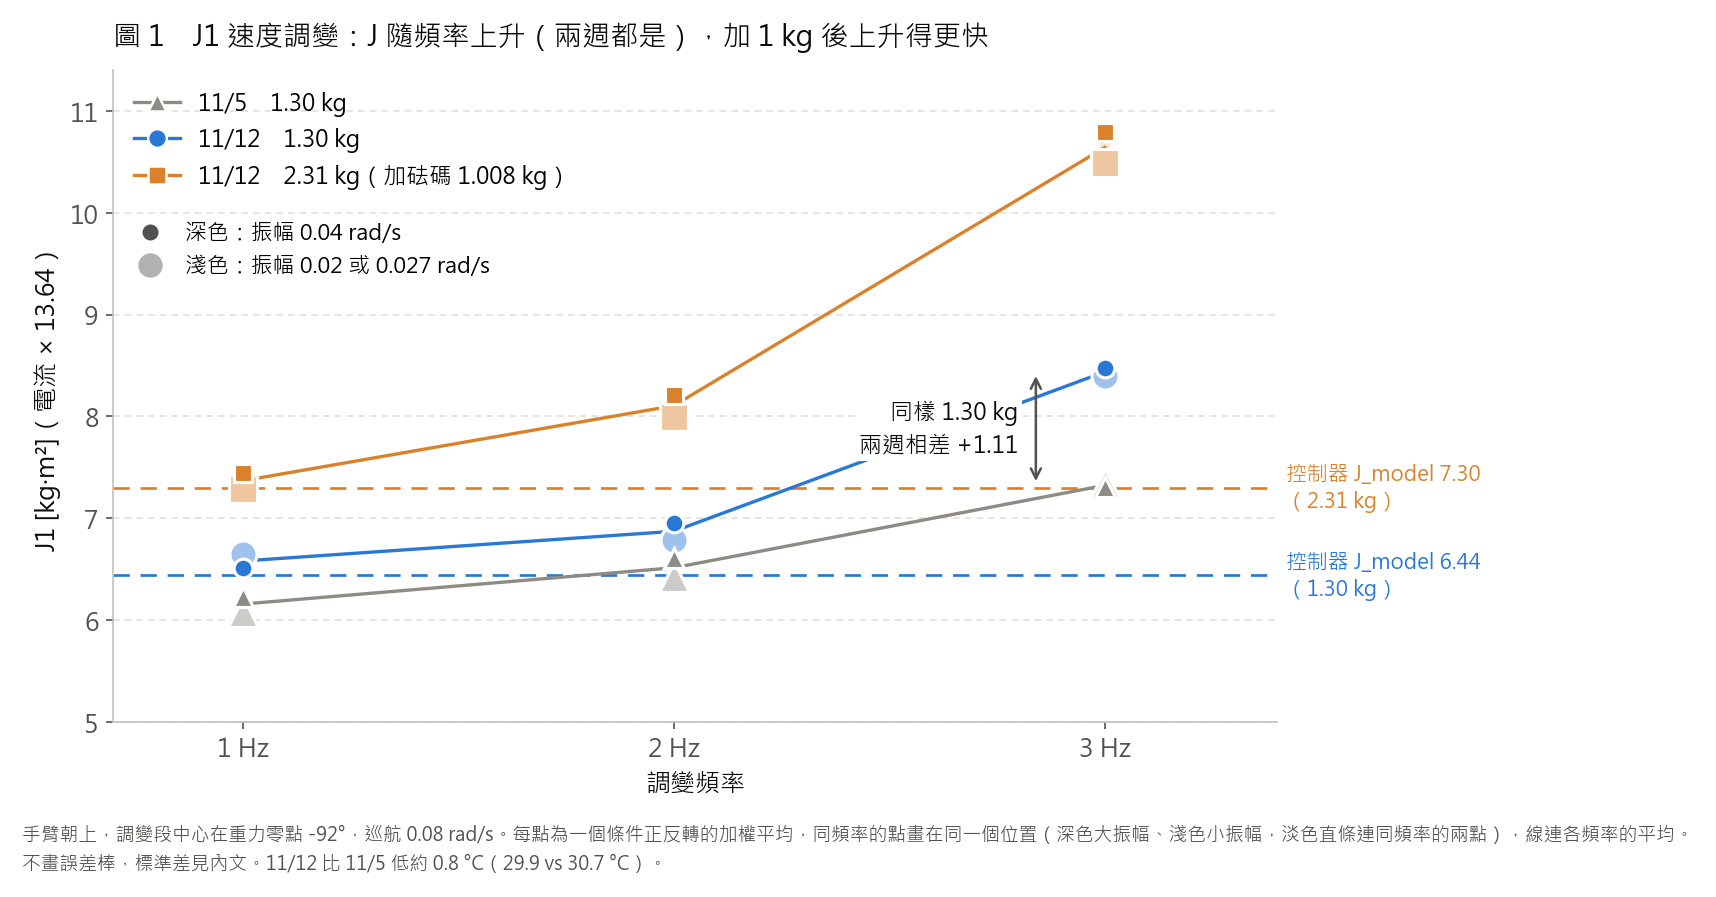 圖 1　J1 速度調變：J 隨頻率上升（兩週都是），加 1 kg 後上升得更快
11/5　1.30 kg
11/12　1.30 kg
11/12　2.31 kg（加砝碼 1.008 kg）
深色：振幅 0.04 rad/s
淺色：振幅 0.02 或 0.027 rad/s
J1 [kg·m²]（電流 × 13.64）
11
10
9
8
7
6
5
同樣 1.30 kg
兩週相差 +1.11
控制器 J_model 7.30
（2.31 kg）
控制器 J_model 6.44
（1.30 kg）
1 Hz
2 Hz
3 Hz
調變頻率
手臂朝上，調變段中心在重力零點 -92°，巡航 0.08 rad/s。每點為一個條件正反轉的加權平均，同頻率的點畫在同一個位置（深色大振幅、淺色小振幅，淡色直條連同頻率的兩點），線連各頻率的平均。
不畫誤差棒，標準差見內文。11/12 比 11/5 低約 0.8 °C（29.9 vs 30.7 °C）。